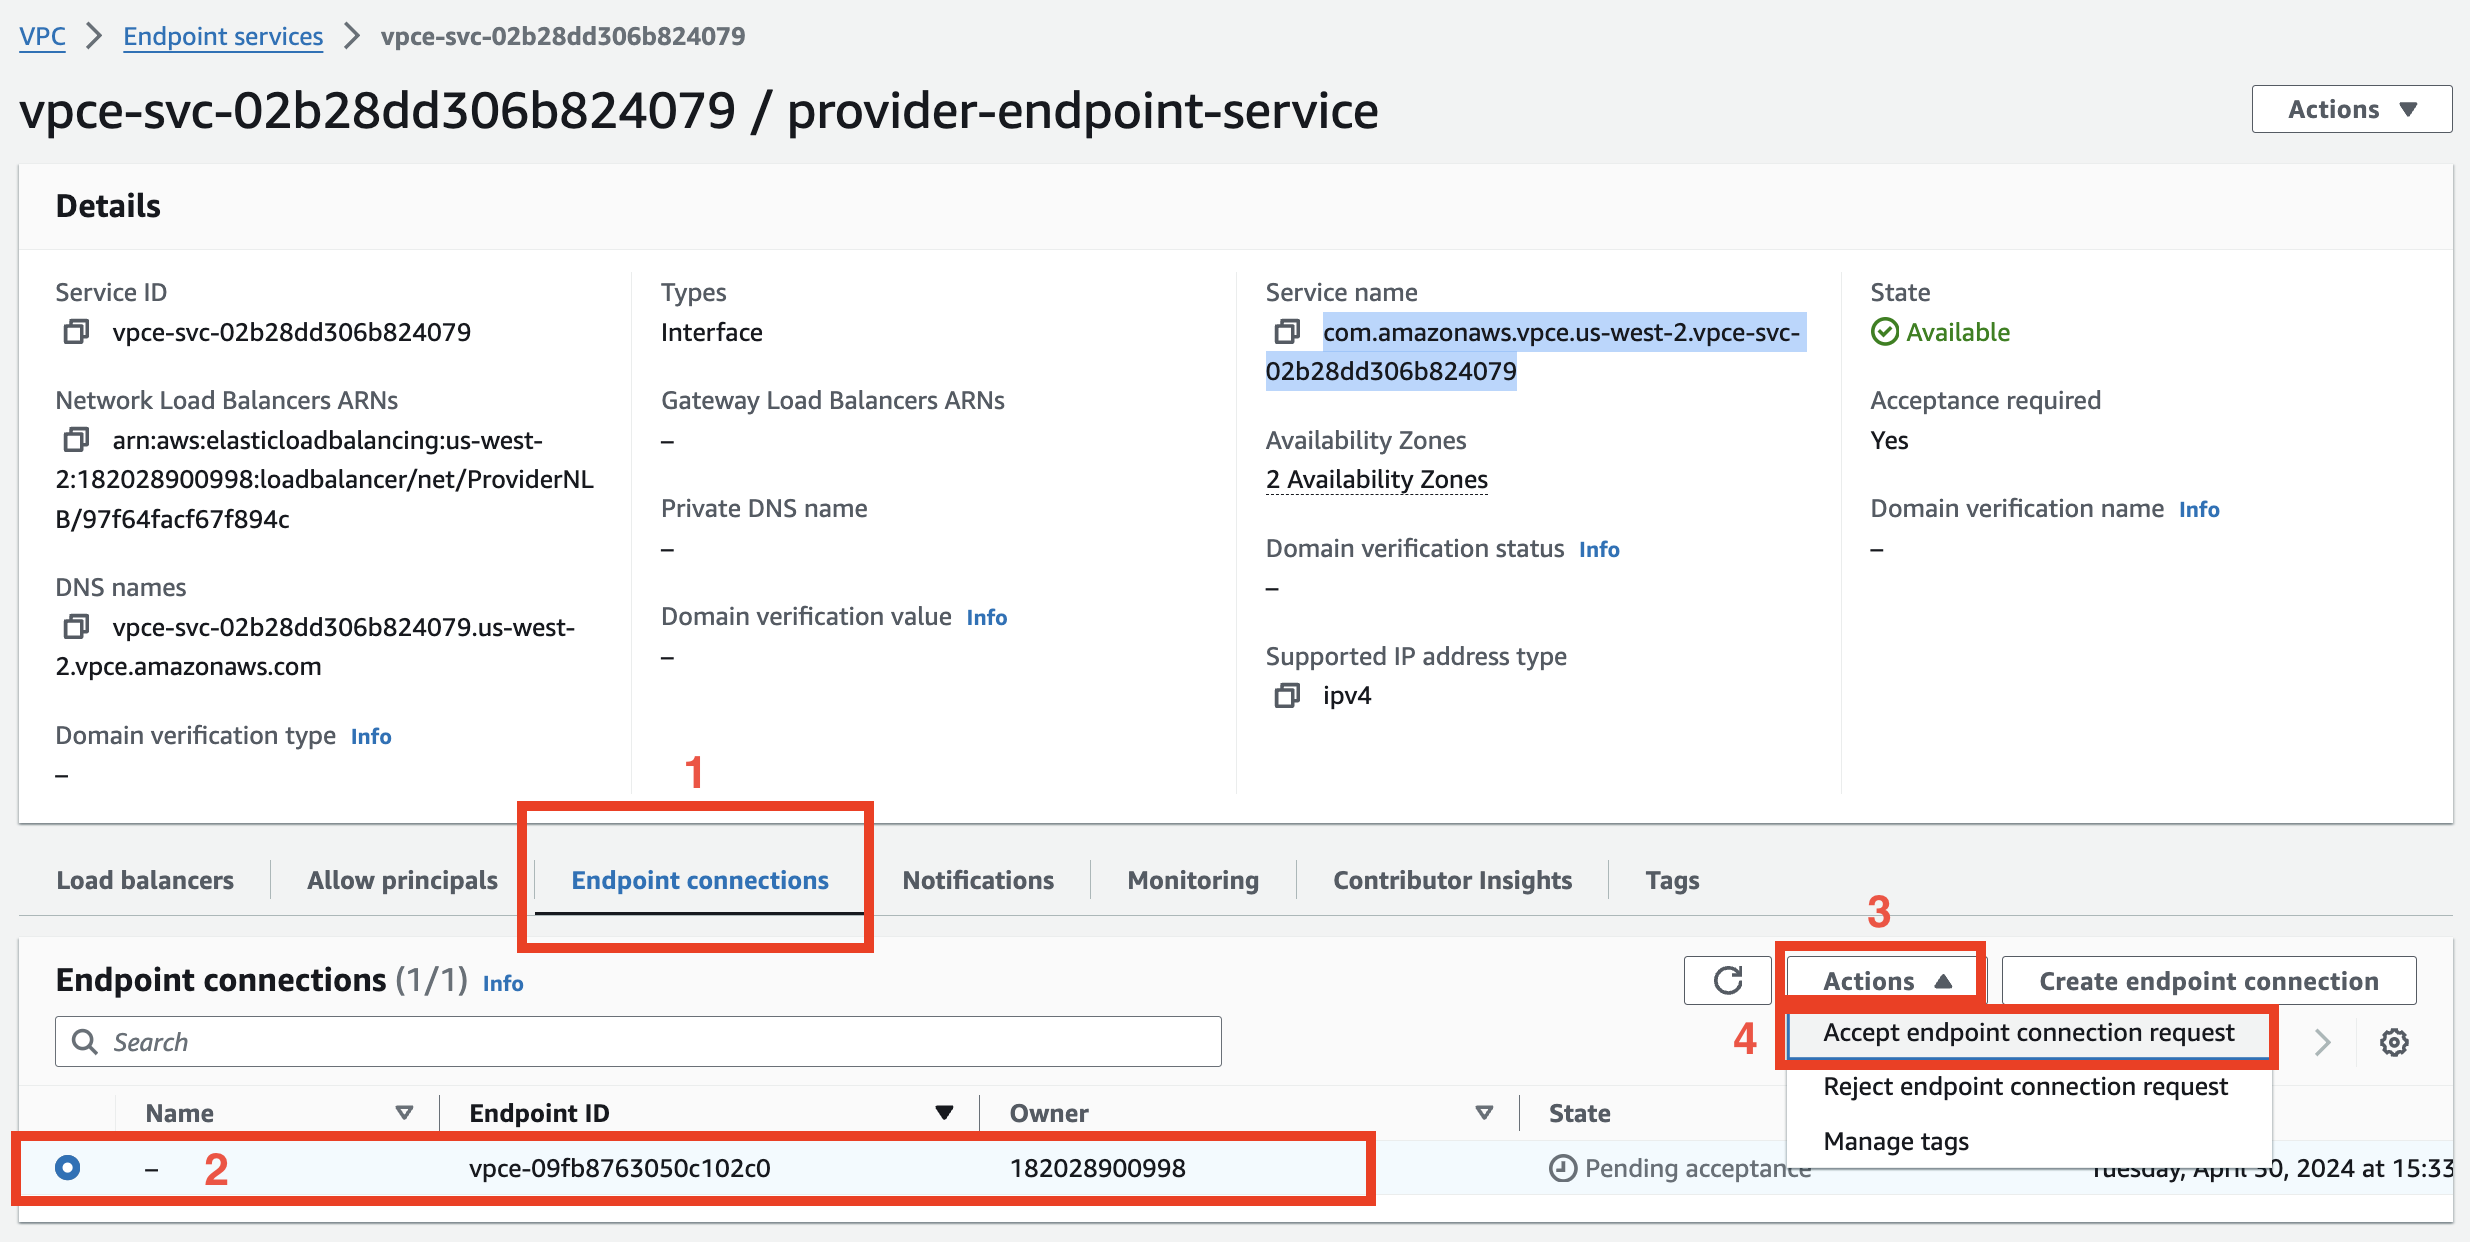 VPC > Endpoint services > vpce-svc-02b28dd306b824079
vpce-svc-02b28dd306b824079 / provider-endpoint-service
Actions
Details
Service ID
vpce-svc-02b28dd306b824079
Network Load Balancers ARNs
arn:aws:elasticloadbalancing:us-west-
2:182028900998:loadbalancer/net/ProviderNL
B/97f64facf67f894c
DNS names
vpce-svc-02b28dd306b824079.us-west-
2.vpce.amazonaws.com
Domain verification type Info
–
Types
Interface
Gateway Load Balancers ARNs
–
Private DNS name
–
Domain verification value Info
–
Service name
com.amazonaws.vpce.us-west-2.vpce-svc-
02b28dd306b824079
Availability Zones
2 Availability Zones
Domain verification status Info
–
Supported IP address type
ipv4
State
Available
Acceptance required
Yes
Domain verification name Info
–
1
Load balancers Allow principals Endpoint connections Notifications Monitoring Contributor Insights Tags
3
Endpoint connections (1/1) Info
Actions Create endpoint connection
Search
4 Accept endpoint connection request
Reject endpoint connection request
Manage tags
Name Endpoint ID Owner State
– 2 vpce-09fb8763050c102c0 182028900998 Pending acceptance Tuesday, April 30, 2024 at 15:33